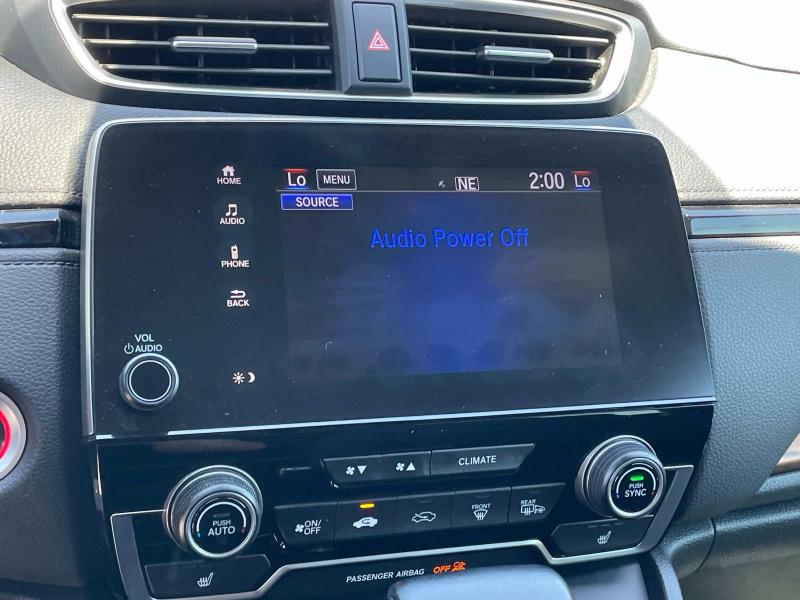 HOME
Lo MENU NE 2:00 Lo
SOURCE
AUDIO
Audio Power Off
PHONE
BACK
VOL
AUDIO
CLIMATE
PUSH
AUTO
ON/
OFF
FRONT
REAR
PUSH
SYNC
PASSENGER AIRBAG OFF